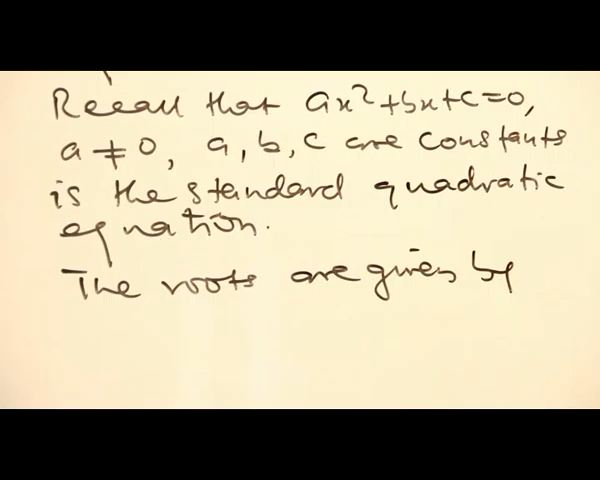 Recall that ax²+bx+c=0,
a≠0, a, b, c are constants
is the standard quadratic
equation.
The roots are given by